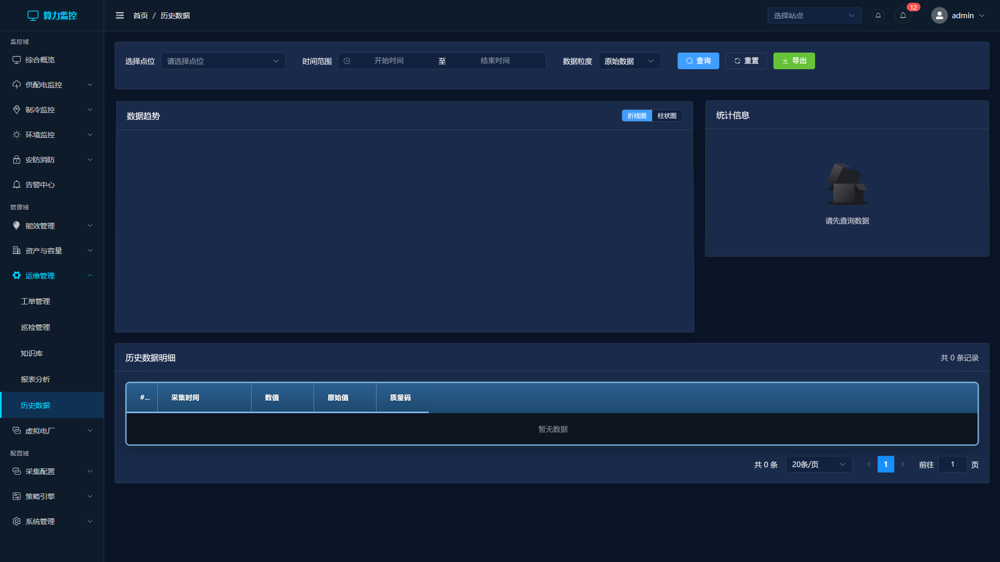 算力监控
首页 / 历史数据
选择站点
12
admin
监控域
综合概览
供配电监控
制冷监控
环境监控
安防消防
告警中心
管理域
能效管理
资产与容量
运维管理
工单管理
巡检管理
知识库
报表分析
历史数据
虚拟电厂
配置域
采集配置
策略引擎
系统管理
选择点位 请选择点位 时间范围 开始时间 至 结束时间 数据粒度 原始数据 查询 重置 导出
数据趋势 折线图 柱状图
统计信息
请先查询数据
历史数据明细 共 0 条记录
#... 采集时间 数值 原始值 质量码
暂无数据
共 0 条 20条/页 1 前往 1 页